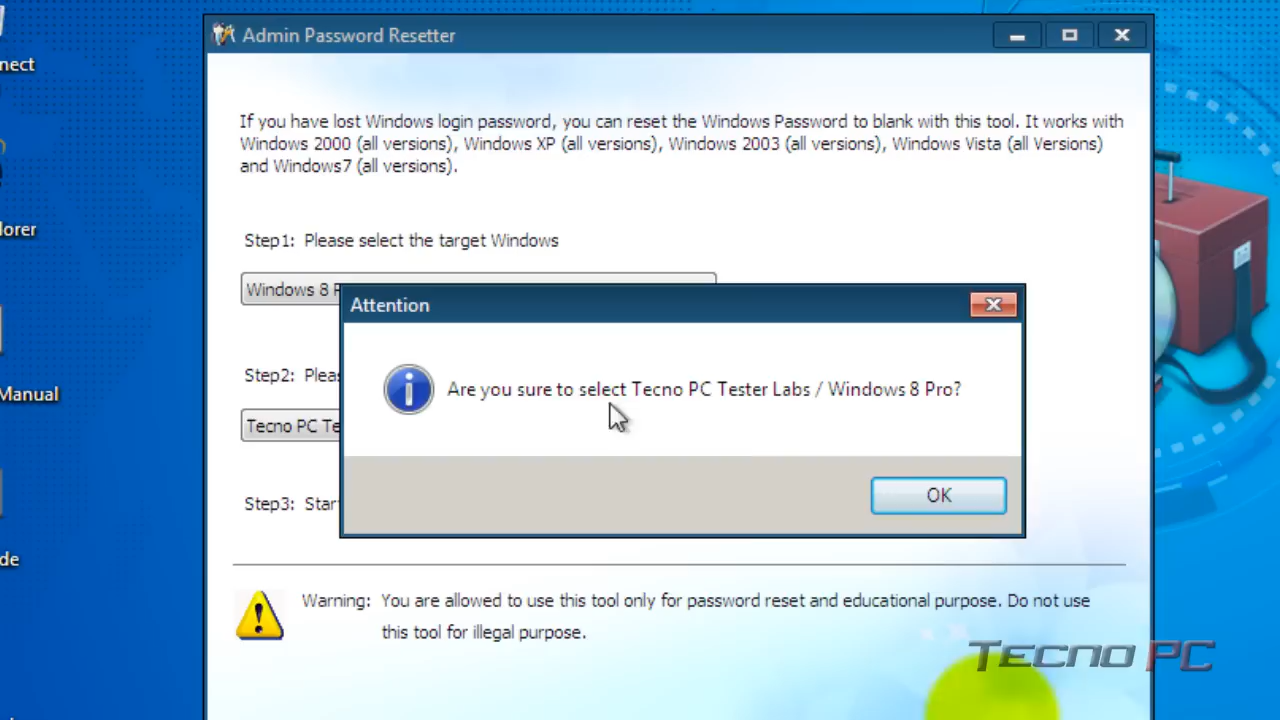 nect
lorer
Manual
de
Admin Password Resetter
If you have lost Windows login password, you can reset the Windows Password to blank with this tool. It works with
Windows 2000 (all versions), Windows XP (all versions), Windows 2003 (all versions), Windows Vista (all Versions)
and Windows7 (all versions).
Step1: Please select the target Windows
Windows 8 P
Attention
Are you sure to select Tecno PC Tester Labs / Windows 8 Pro?
OK
Step2: Plea
Tecno PC Te
Step3: Star
Warning: You are allowed to use this tool only for password reset and educational purpose. Do not use
this tool for illegal purpose.
Tecno PC